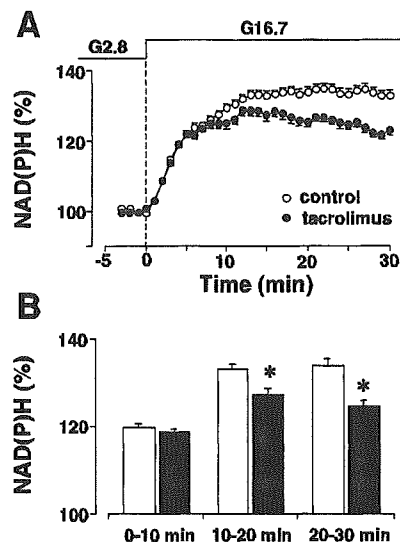 A
G16.7
G2.8
140
120
100
NAD(P)H (%)
control
tacrolimus
-5 0 10 20 30
Time (min)
B
140
120
100
NAD(P)H (%)
* *
0-10 min 10-20 min 20-30 min